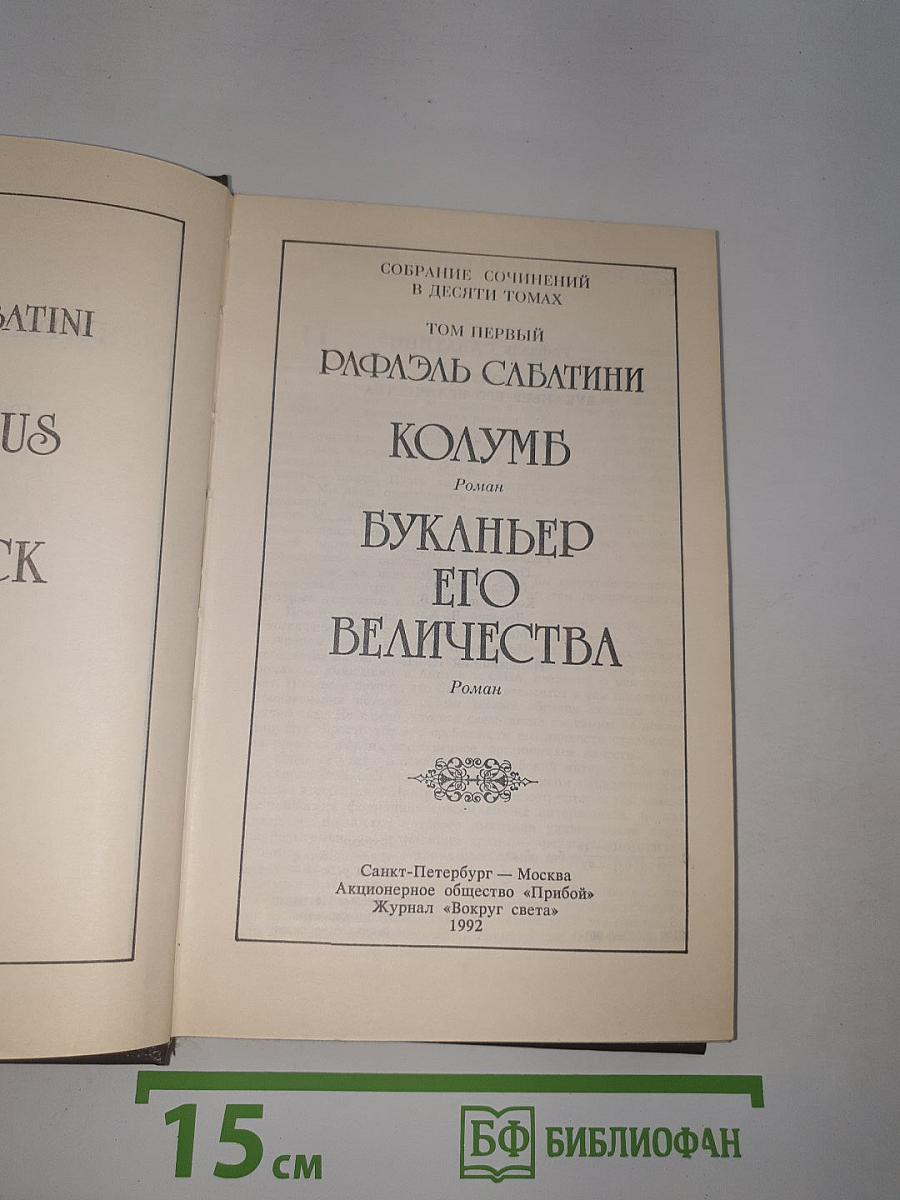 BATINI
US
CK
СОБРАНИЕ СОЧИНЕНИЙ
В ДЕСЯТИ ТОМАХ
ТОМ ПЕРВЫЙ
РАФАЭЛЬ САБАТИНИ
КОЛУМБ
Роман
БУКАНЬЕР
ЕГО
ВЕЛИЧЕСТВА
Роман
Санкт-Петербург — Москва
Акционерное общество «Прибой»
Журнал «Вокруг света»
1992
15 см
БФ БИБЛИОФАН